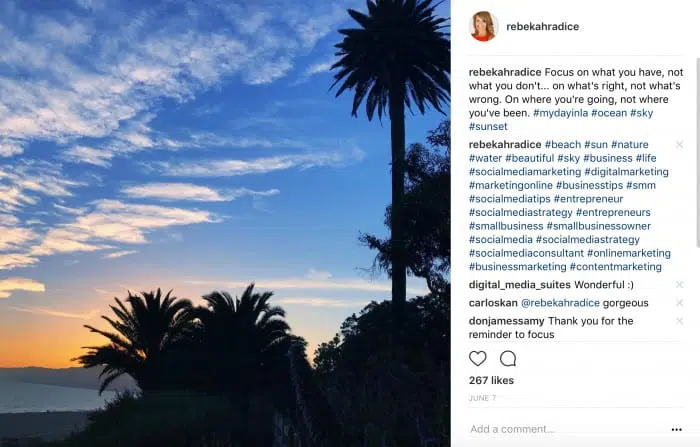 rebekahradice
rebekahradice Focus on what you have, not
what you don't... on what's right, not what's
wrong. On where you're going, not where
you've been. #mydayinla #ocean #sky
#sunset
rebekahradice #beach #sun #nature
#water #beautiful #sky #business #life
#socialmediamarketing #digitalmarketing
#marketingonline #businesstips #smm
#socialmediatips #entrepreneur
#socialmediastrategy #entrepreneurs
#smallbusiness #smallbusinessowner
#socialmedia #socialmediastrategy
#socialmediaconsultant #onlinemarketing
#businessmarketing #contentmarketing
digital_media_suites Wonderful :)
carloskan @rebekahradice gorgeous
donjamessamy Thank you for the
reminder to focus
267 likes
JUNE 7
Add a comment...